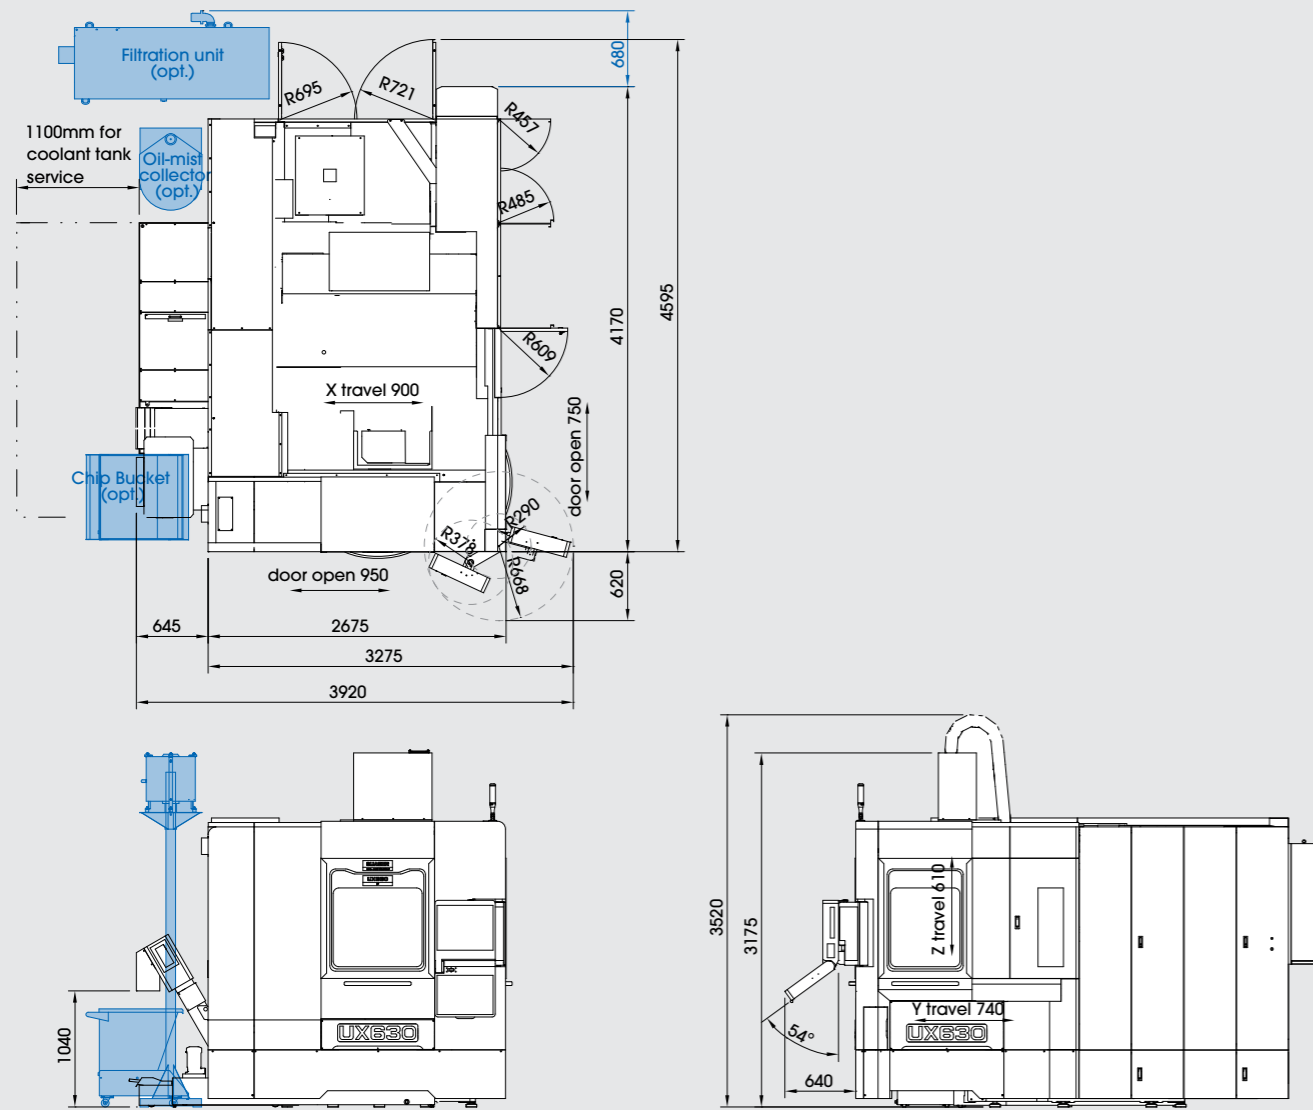 Filtration unit
(opt.)
680
R695
R721
R457
1100mm for
coolant tank
service
Oil-mist
collector
(opt.)
R485
4170
4595
R609
X travel 900
door open 750
Chip Bucket
(opt.)
R290
R378
R668
door open 950
620
645
2675
3275
3920
UX630
1040
UX630
3520
3175
Z travel 610
Y travel 740
UX630
54°
640